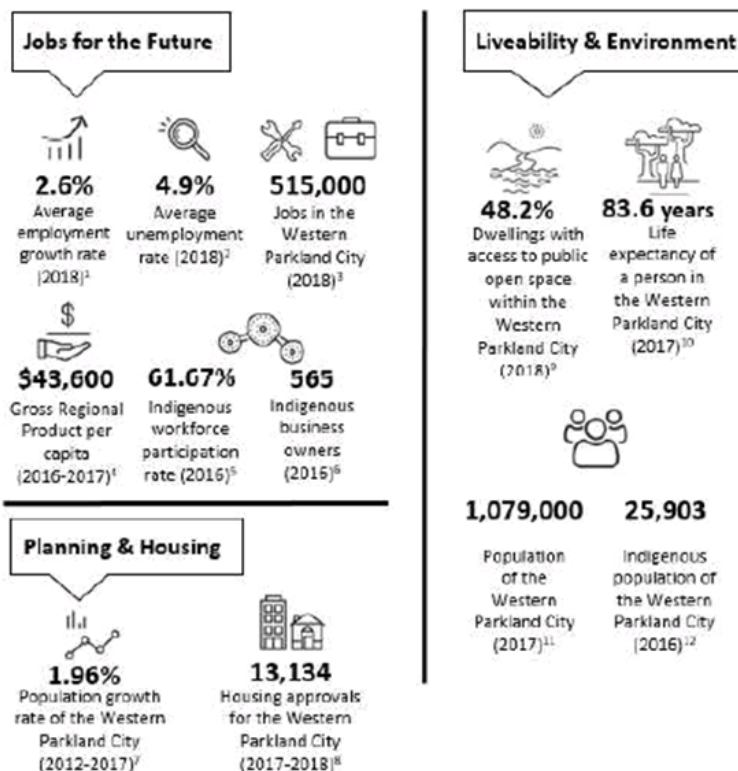 Jobs for the Future
2.6%
Average
employment
growth rate
(2018)¹
4.9%
Average
unemployment
rate (2018)²
515,000
Jobs in the
Western
Parkland City
(2018)³
$
$43,600
Gross Regional
Product per
capita
(2016-2017)⁴
61.67%
Indigenous
workforce
participation
rate (2016)⁵
565
Indigenous
business
owners
(2016)⁶
Planning & Housing
1.96%
Population growth
rate of the Western
Parkland City
(2012-2017)⁷
13,134
Housing approvals
for the Western
Parkland City
(2017-2018)⁸
Liveability & Environment
48.2%
Dwellings with
access to public
open space
within the
Western
Parkland City
(2018)⁹
83.6 years
Life
expectancy of
a person in
the Western
Parkland City
(2017)¹⁰
1,079,000
Population
of the
Western
Parkland City
(2017)¹¹
25,903
Indigenous
population of
the Western
Parkland City
(2016)¹²